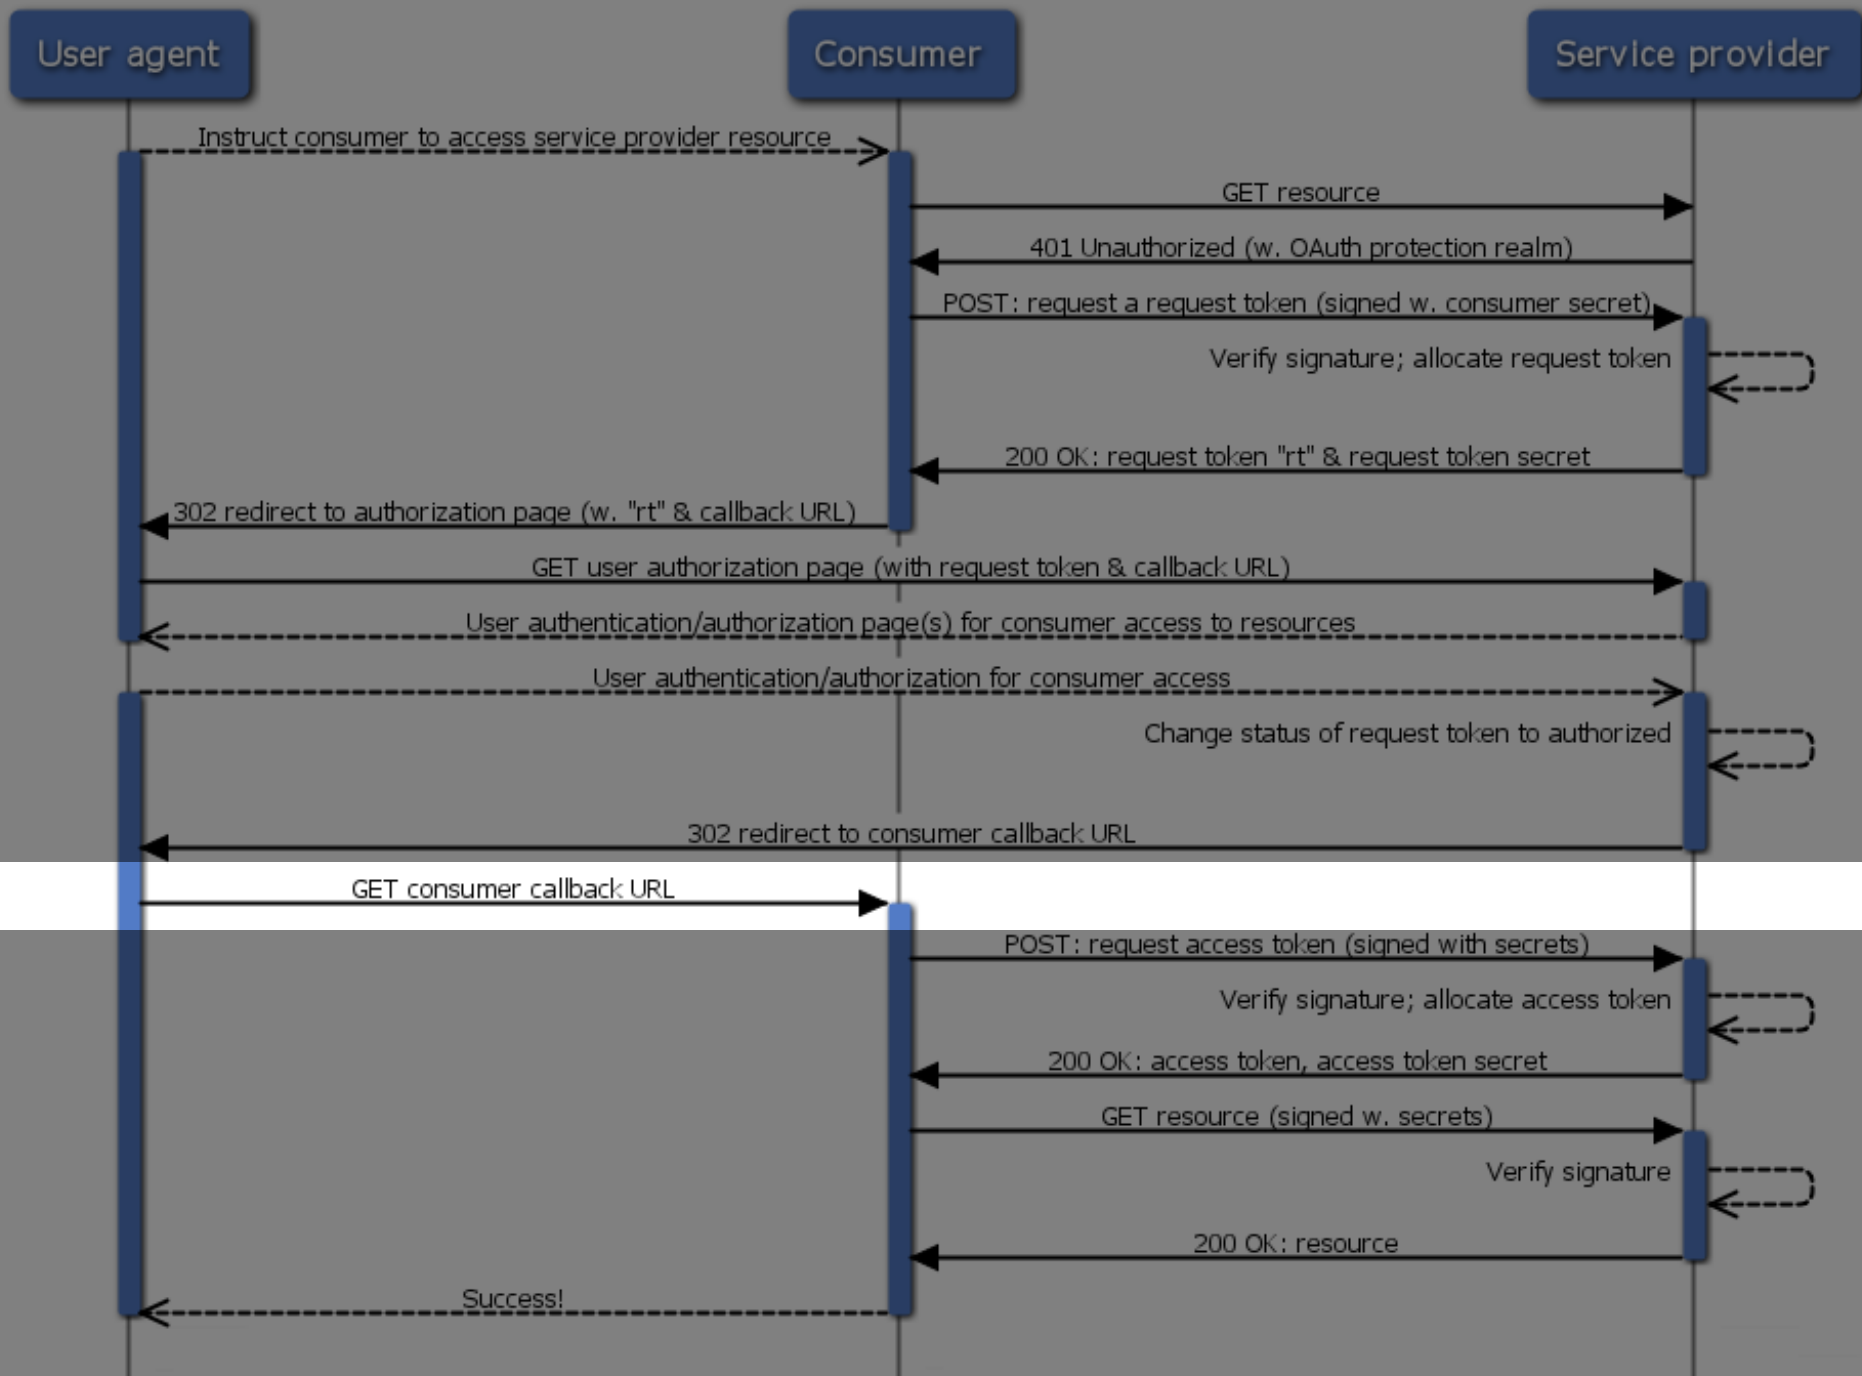 User agent
Consumer
Service provider
Instruct consumer to access service provider resource
GET resource
401 Unauthorized (w. OAuth protection realm)
POST: request a request token (signed w. consumer secret)
Verify signature; allocate request token
200 OK: request token "rt" & request token secret
302 redirect to authorization page (w. "rt" & callback URL)
GET user authorization page (with request token & callback URL)
User authentication/authorization page(s) for consumer access to resources
User authentication/authorization for consumer access
Change status of request token to authorized
302 redirect to consumer callback URL
GET consumer callback URL
POST: request access token (signed with secrets)
Verify signature; allocate access token
200 OK: access token, access token secret
GET resource (signed w. secrets)
Verify signature
200 OK: resource
Success!